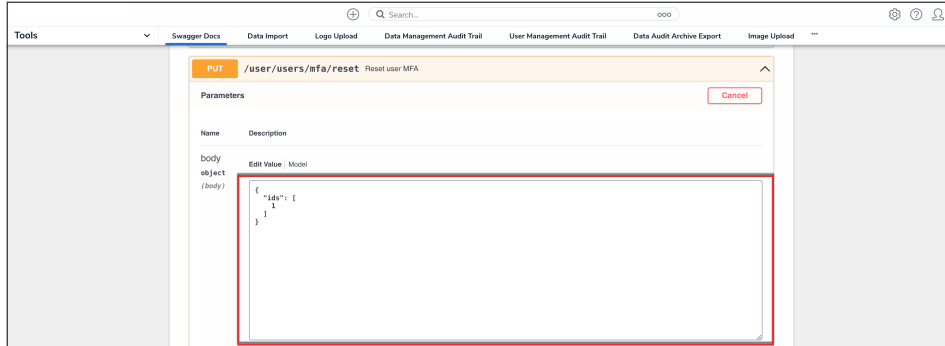 Search...
Tools
Swagger Docs Data Import Logo Upload Data Management Audit Trail User Management Audit Trail Data Audit Archive Export Image Upload ...
PUT /user/users/mfa/reset Reset user MFA
Parameters Cancel
Name Description
body
Edit Value | Model
object
(body)
{
"ids": [
1
]
}